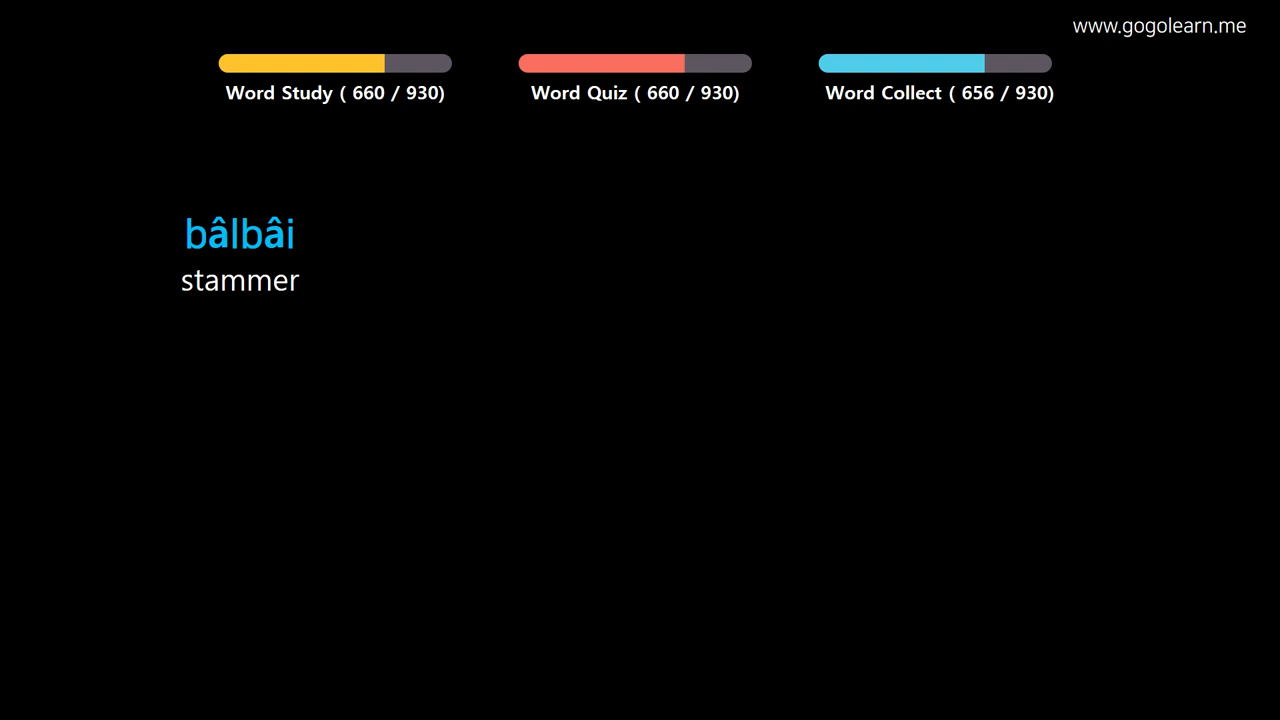 www.gogolearn.me
Word Study ( 660 / 930)
Word Quiz ( 660 / 930)
Word Collect ( 656 / 930)
bâlbâi
stammer